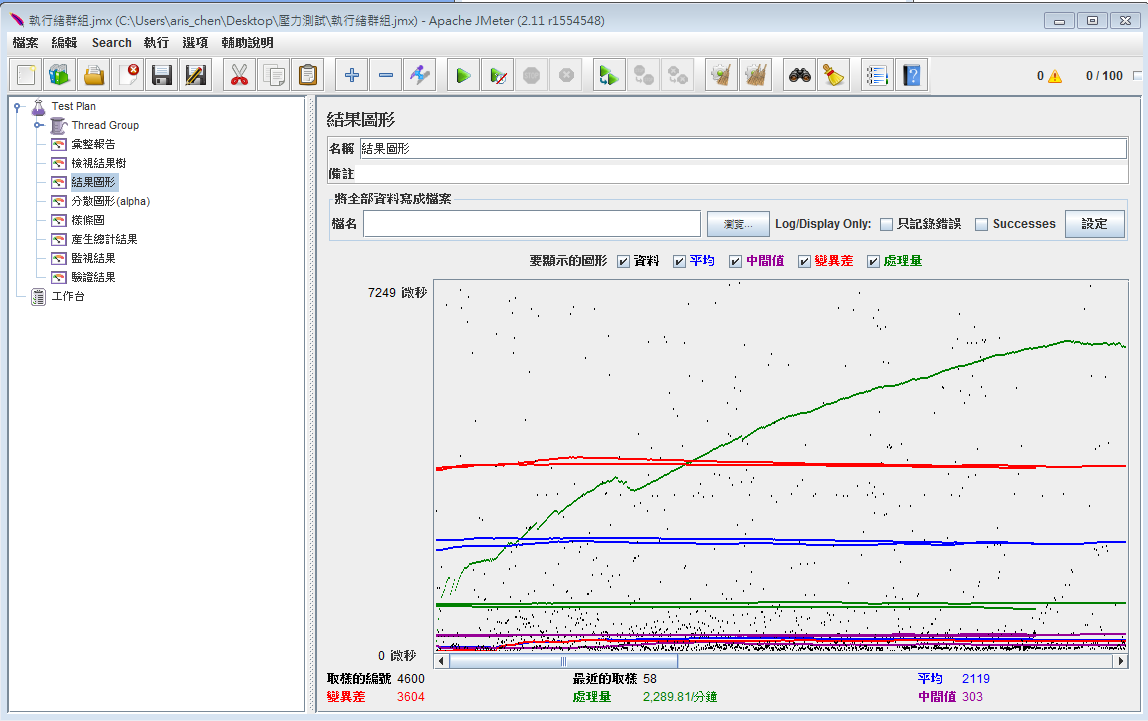 執行緒群組.jmx (C:\Users\aris_chen\Desktop\壓力測試\執行緒群組.jmx) - Apache JMeter (2.11 r1554548)
檔案 編輯 Search 執行 選項 輔助說明
0 0 / 100
Test Plan
Thread Group
彙整報告
檢視結果樹
結果圖形
分散圖形(alpha)
樣條圖
產生總計結果
監視結果
驗證結果
工作台
結果圖形
名稱 結果圖形
備註
將全部資料寫成檔案
檔名 瀏覽... Log/Display Only: 只記錄錯誤 Successes 設定
要顯示的圖形 資料 平均 中間值 變異差 處理量
7249 微秒
0 微秒
取樣的編號 4600 最近的取樣 58 平均 2119
變異差 3604 處理量 2,289.81/分鐘 中間值 303